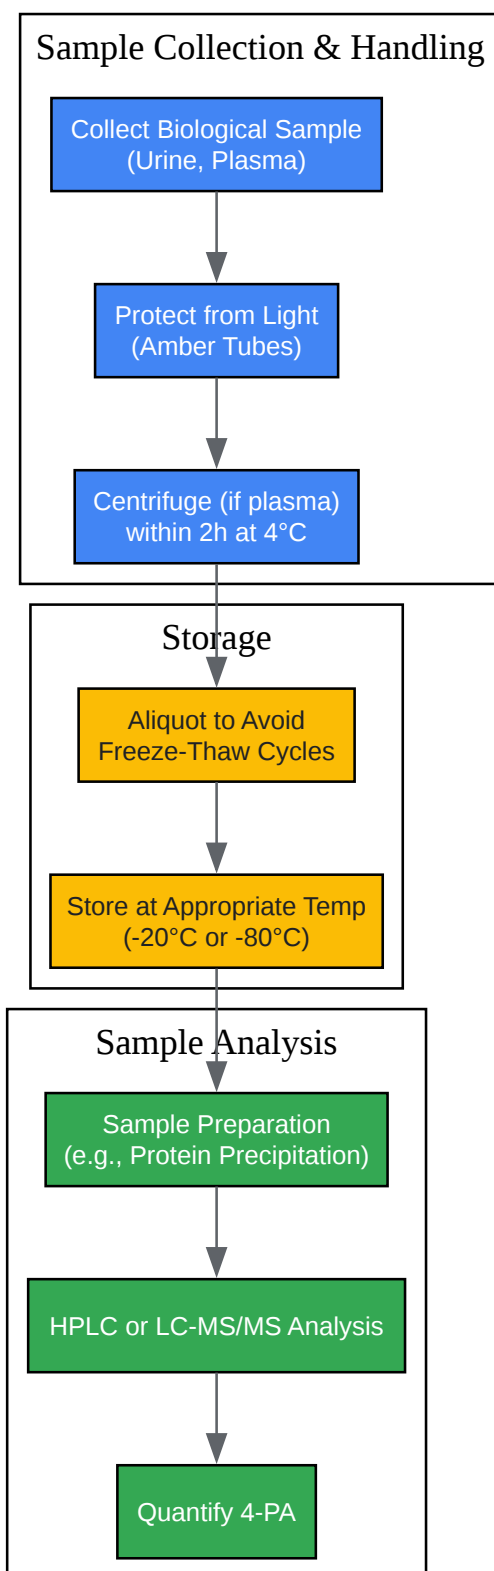 Sample Collection & Handling
Collect Biological Sample
(Urine, Plasma)
Protect from Light
(Amber Tubes)
Centrifuge (if plasma)
within 2h at 4°C
Storage
Aliquot to Avoid
Freeze-Thaw Cycles
Store at Appropriate Temp
(-20°C or -80°C)
Sample Analysis
Sample Preparation
(e.g., Protein Precipitation)
HPLC or LC-MS/MS Analysis
Quantify 4-PA